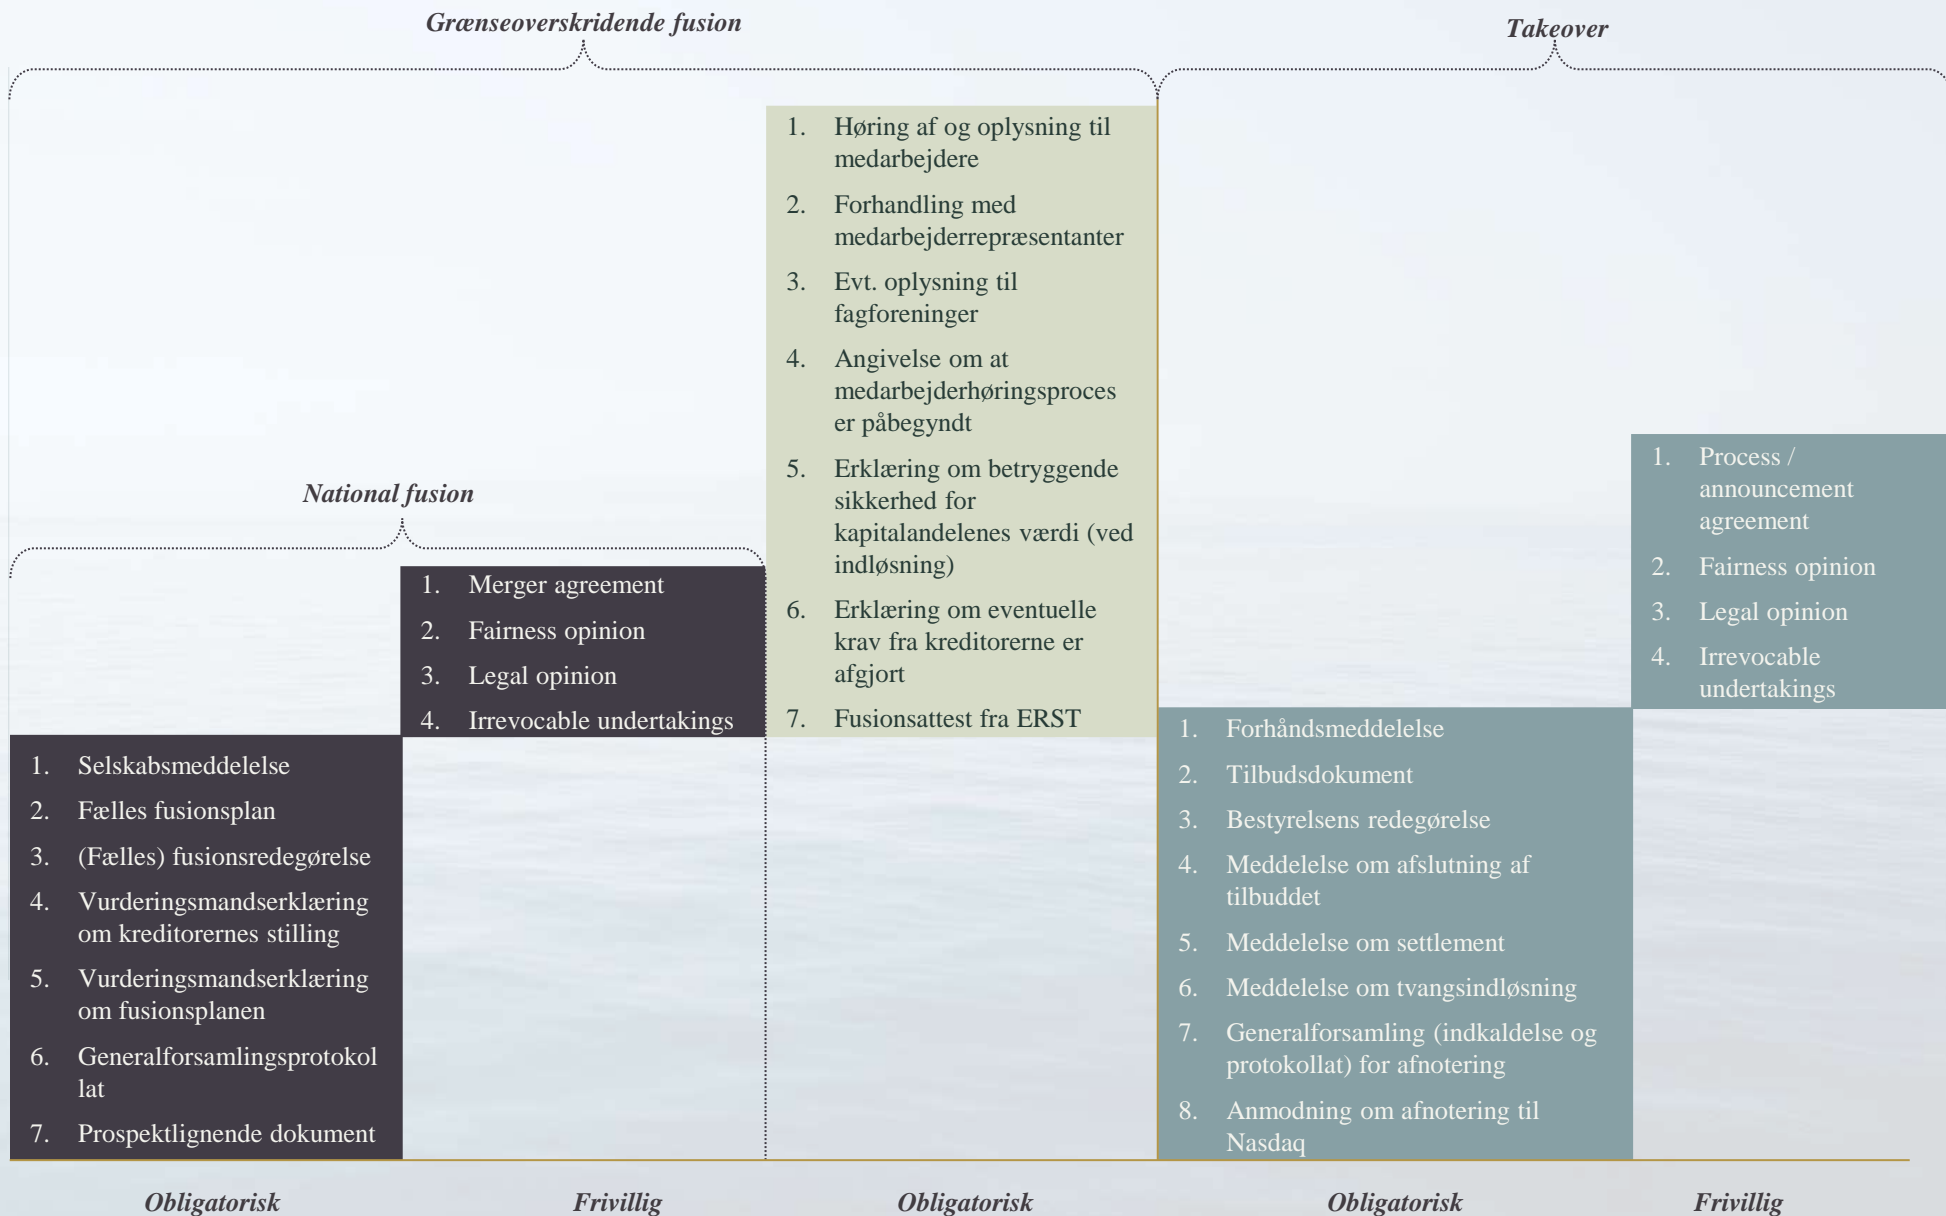 Grænseoverskridende fusion
Takeover
National fusion
1. Selskabsmeddelelse
2. Fælles fusionsplan
3. (Fælles) fusionsredegørelse
4. Vurderingsmandserklæring
om kreditorernes stilling
5. Vurderingsmandserklæring
om fusionsplanen
6. Generalforsamlingsprotokol
lat
7. Prospektlignende dokument
1. Merger agreement
2. Fairness opinion
3. Legal opinion
4. Irrevocable undertakings
1. Høring af og oplysning til
medarbejdere
2. Forhandling med
medarbejderrepræsentanter
3. Evt. oplysning til
fagforeninger
4. Angivelse om at
medarbejderhøringsproces
er påbegyndt
5. Erklæring om betryggende
sikkerhed for
kapitalandelenes værdi (ved
indløsning)
6. Erklæring om eventuelle
krav fra kreditorerne er
afgjort
7. Fusionsattest fra ERST
1. Forhåndsmeddelelse
2. Tilbudsdokument
3. Bestyrelsens redegørelse
4. Meddelelse om afslutning af
tilbuddet
5. Meddelelse om settlement
6. Meddelelse om tvangsindløsning
7. Generalforsamling (indkaldelse og
protokollat) for afnotering
8. Anmodning om afnotering til
Nasdaq
1. Process /
announcement
agreement
2. Fairness opinion
3. Legal opinion
4. Irrevocable
undertakings
Obligatorisk
Frivillig
Obligatorisk
Obligatorisk
Frivillig